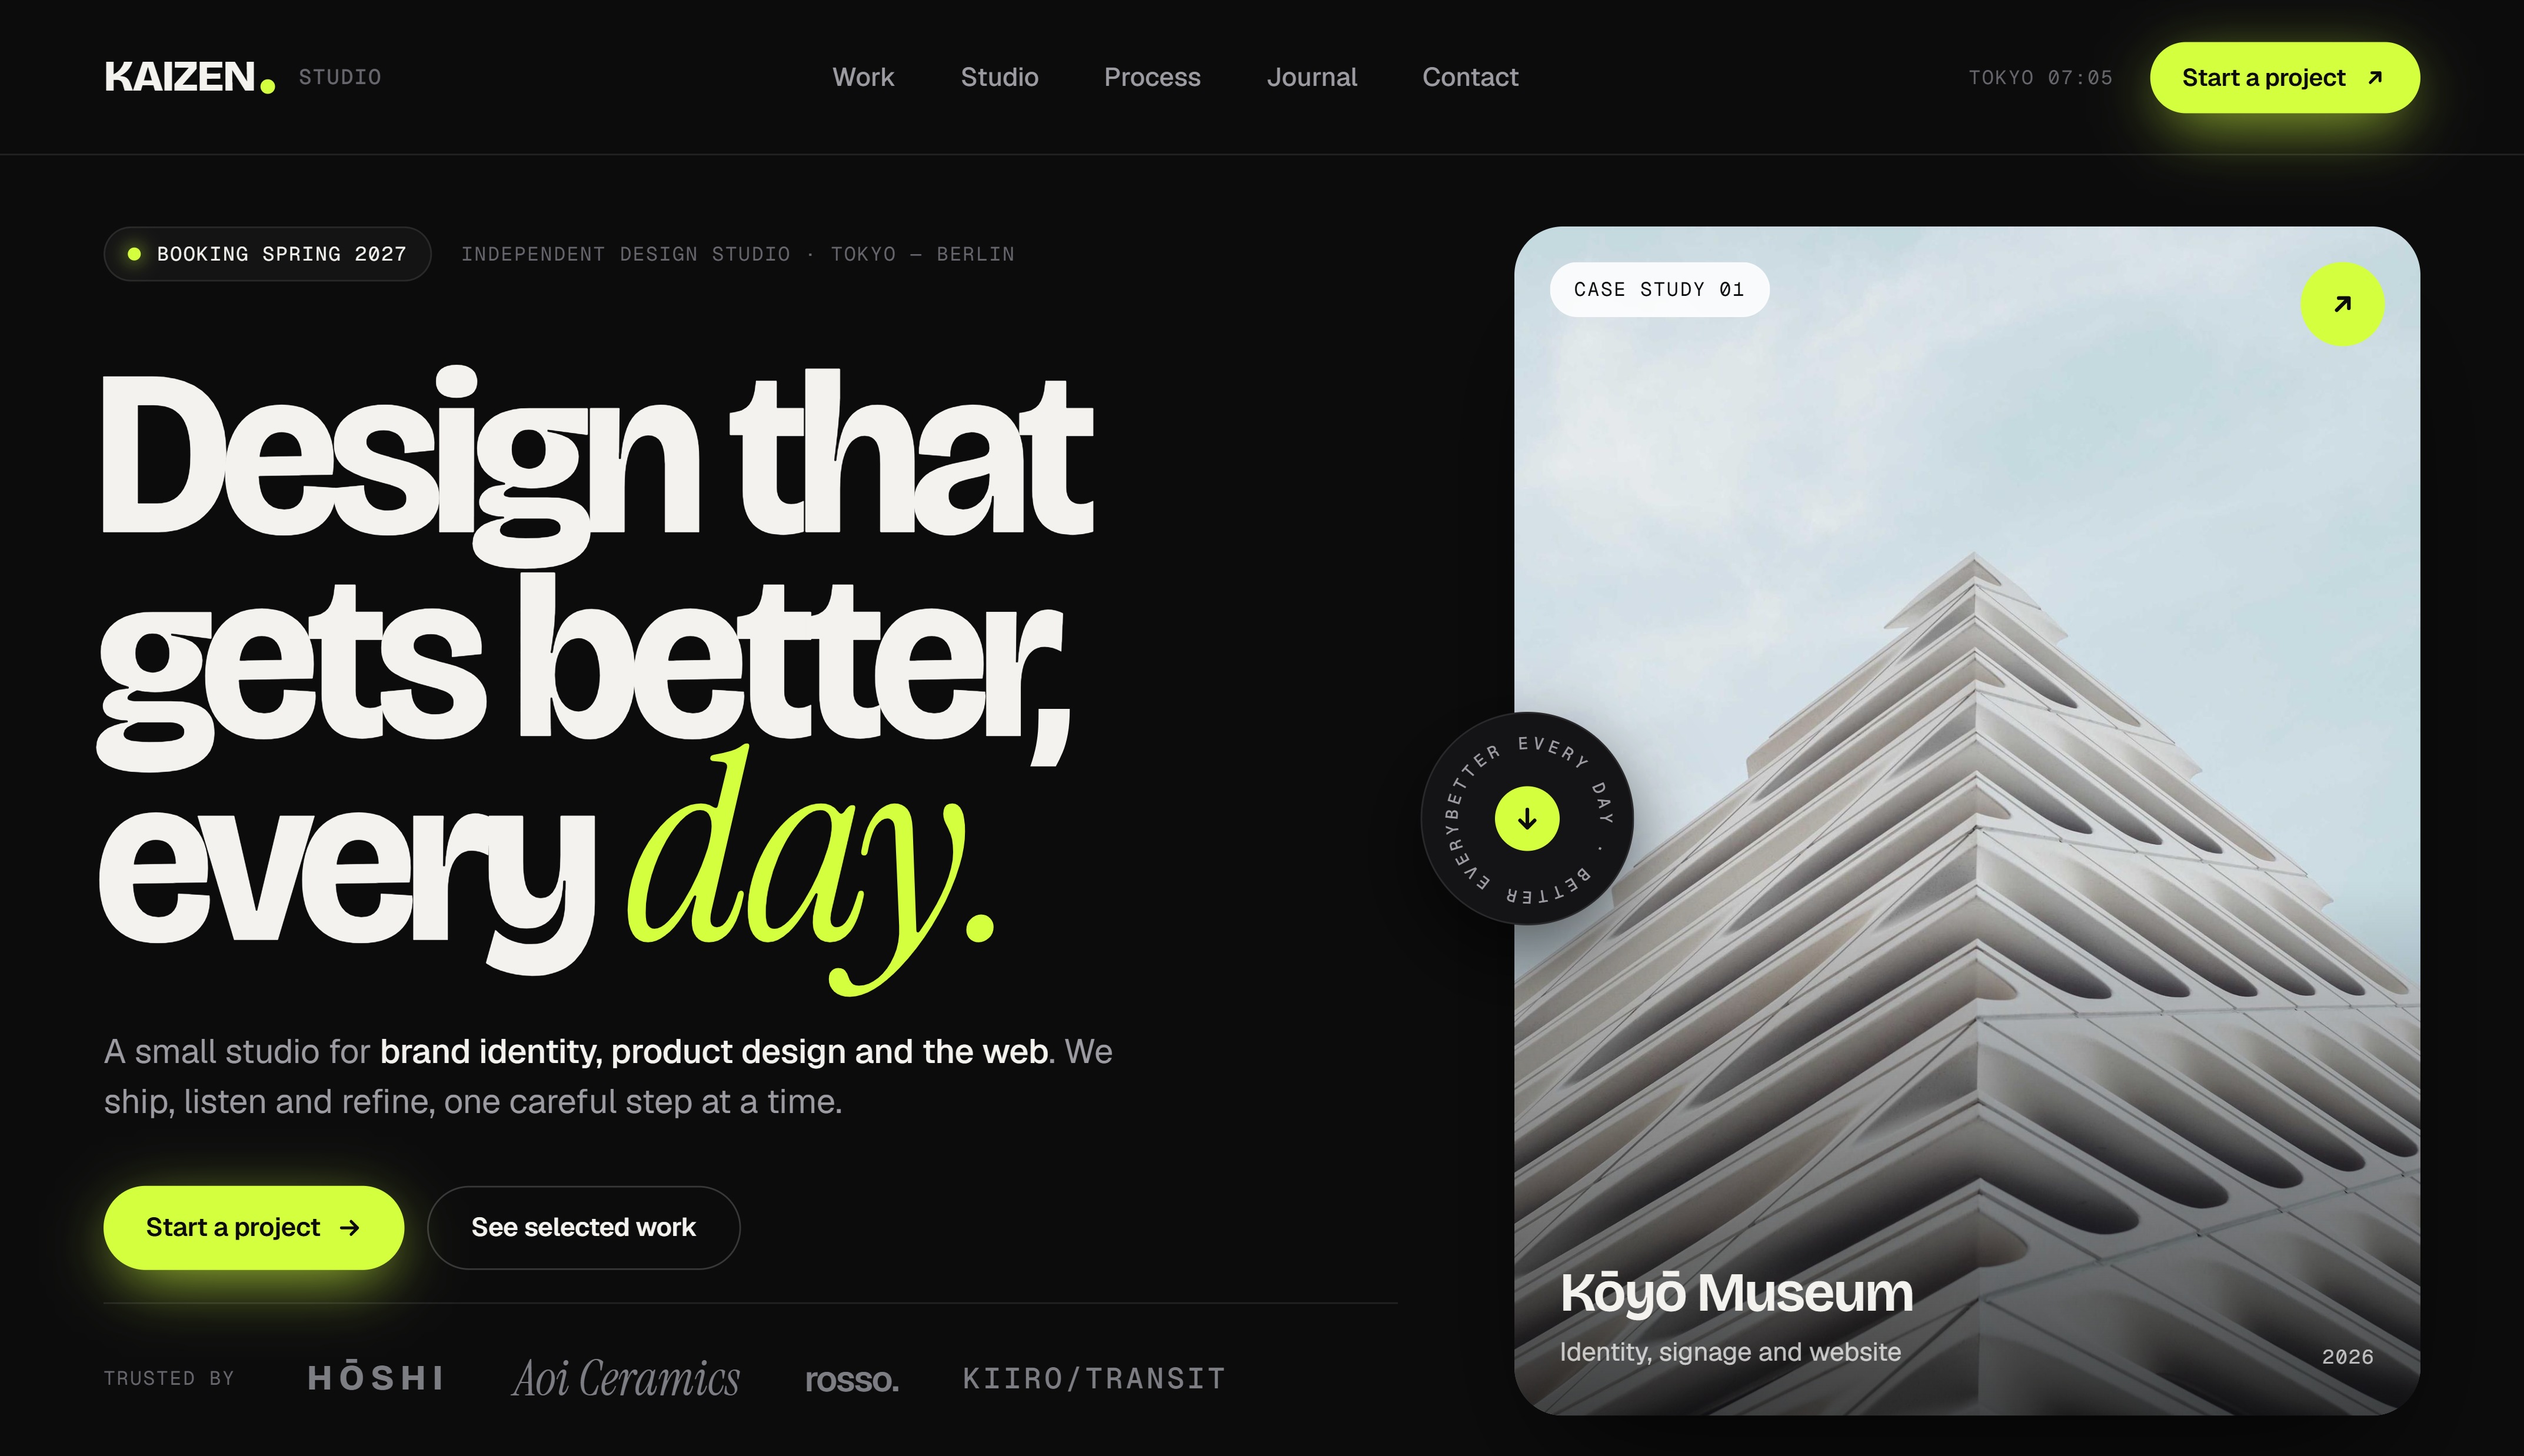 KAIZEN. STUDIO
Work
Studio
Process
Journal
Contact
TOKYO 07:05
Start a project
BOOKING SPRING 2027
INDEPENDENT DESIGN STUDIO · TOKYO — BERLIN
Design that
gets better,
every day.
A small studio for brand identity, product design and the web. We
ship, listen and refine, one careful step at a time.
Start a project
See selected work
TRUSTED BY
HŌSHI
Aoi Ceramics
rosso.
KIIRO/TRANSIT
CASE STUDY 01
BETTER EVERY DAY · BETTER EVERY
Kōyō Museum
Identity, signage and website
2026